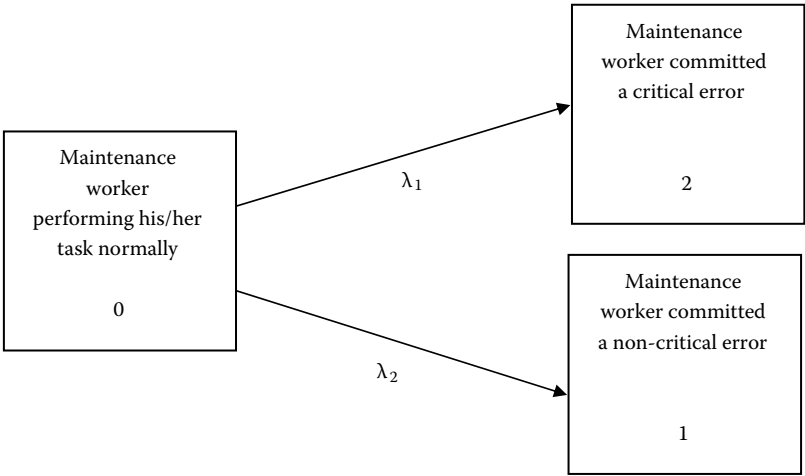 Maintenance
worker
performing his/her
task normally
0
λ1
λ2
Maintenance
worker committed
a critical error
2
Maintenance
worker committed
a non-critical error
1